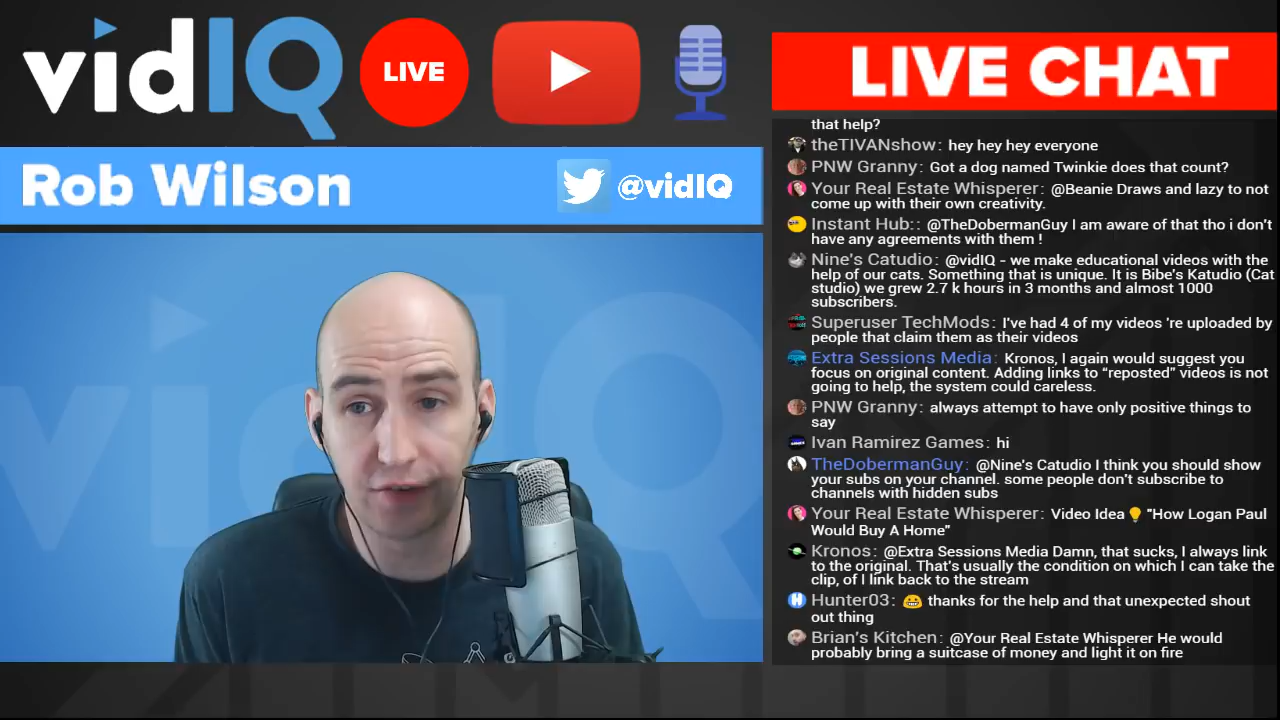 vidIQ
LIVE
LIVE CHAT
Rob Wilson
@vidIQ
that help?
theTIVANshow: hey hey hey everyone
PNW Granny: Got a dog named Twinkie does that count?
Your Real Estate Whisperer: @Beanie Draws and lazy to not
come up with their own creativity.
Instant Hub:: @TheDobermanGuy I am aware of that tho i don't
have any agreements with them !
Nine's Catudio: @vidIQ - we make educational videos with the
help of our cats. Something that is unique. It is Bibe's Katudio (Cat
studio) we grew 2.7 k hours in 3 months and almost 1000
subscribers.
Superuser TechMods: I've had 4 of my videos 're uploaded by
people that claim them as their videos
Extra Sessions Media: Kronos, I again would suggest you
focus on original content. Adding links to “reposted” videos is not
going to help, the system could careless.
PNW Granny: always attempt to have only positive things to
say
Ivan Ramirez Games: hi
TheDobermanGuy: @Nine's Catudio I think you should show
your subs on your channel. some people don't subscribe to
channels with hidden subs
Your Real Estate Whisperer: Video Idea 💡 "How Logan Paul
Would Buy A Home"
Kronos: @Extra Sessions Media Damn, that sucks, I always link
to the original. That's usually the condition on which I can take the
clip, of I link back to the stream
Hunter03: 😁 thanks for the help and that unexpected shout
out thing
Brian's Kitchen: @Your Real Estate Whisperer He would
probably bring a suitcase of money and light it on fire